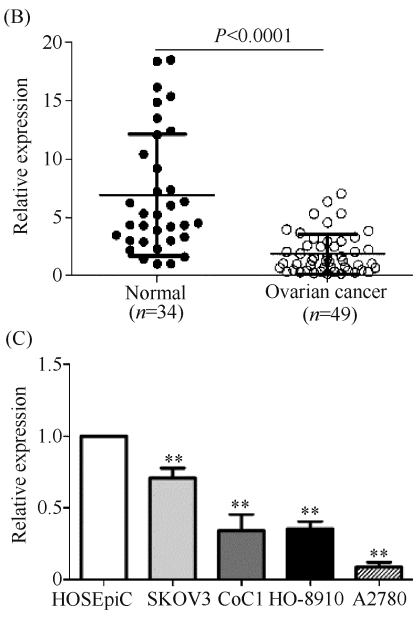 (B)
P<0.0001
Relative expression
20
15
10
5
0
Normal
(n=34)
Ovarian cancer
(n=49)
(C)
Relative expression
1.5
1.0
0.5
0
**
**
**
**
HOSEpiC SKOV3 CoC1 HO-8910 A2780